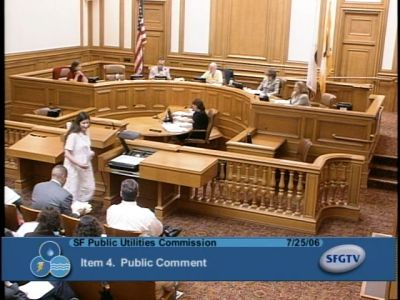 SF Public Utilities Commission 7/25/06
Item 4. Public Comment
SFGTV